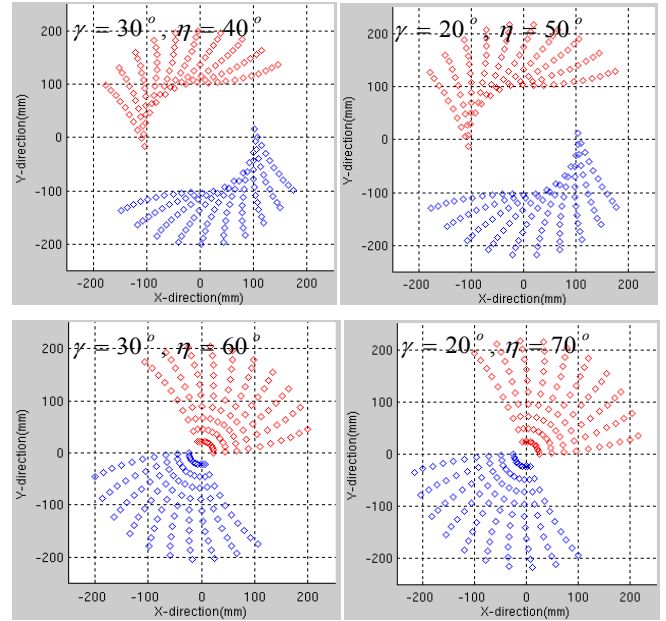 γ = 30°, η = 40°
200
100
0
-100
-200
Y-direction(mm)
-200 -100 0 100 200
X-direction(mm)
γ = 20°, η = 50°
200
100
0
-100
-200
Y-direction(mm)
-200 -100 0 100 200
X-direction(mm)
γ = 30°, η = 60°
200
100
0
-100
-200
Y-direction(mm)
-200 -100 0 100 200
X-direction(mm)
γ = 20°, η = 70°
200
100
0
-100
-200
Y-direction(mm)
-200 -100 0 100 200
X-direction(mm)